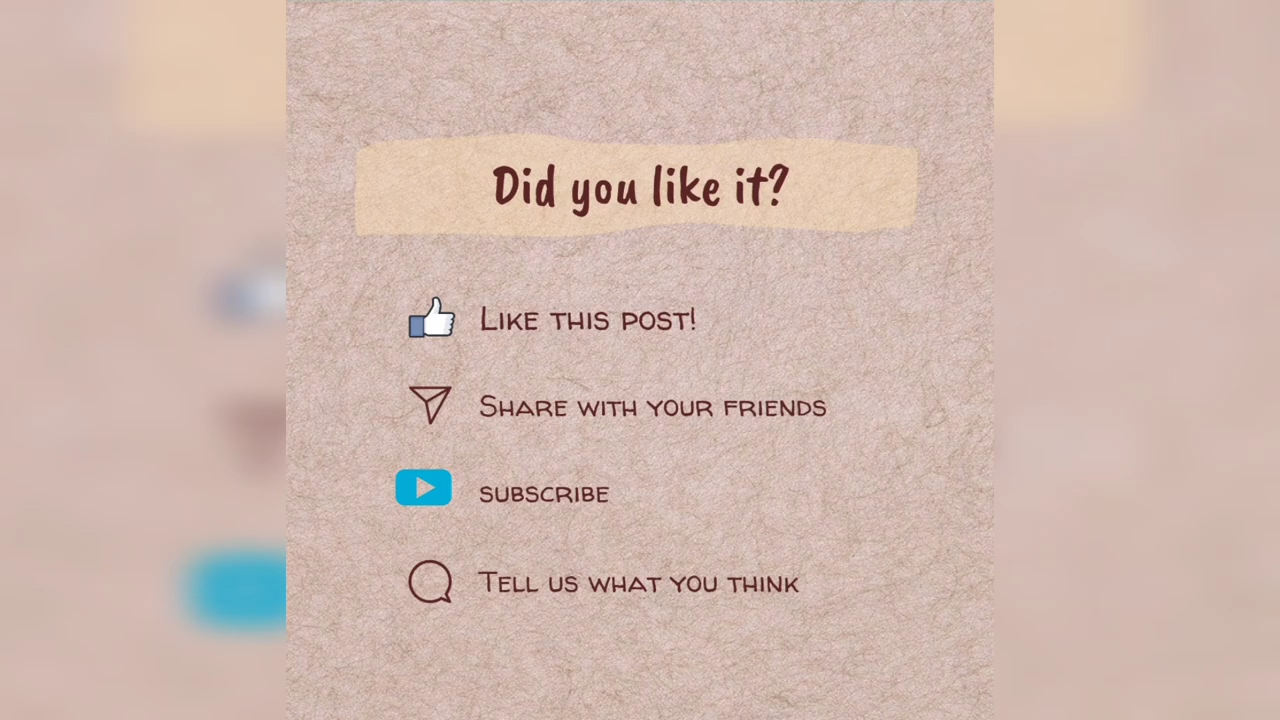 Did you like it?
Like this post!
Share with your friends
subscribe
Tell us what you think